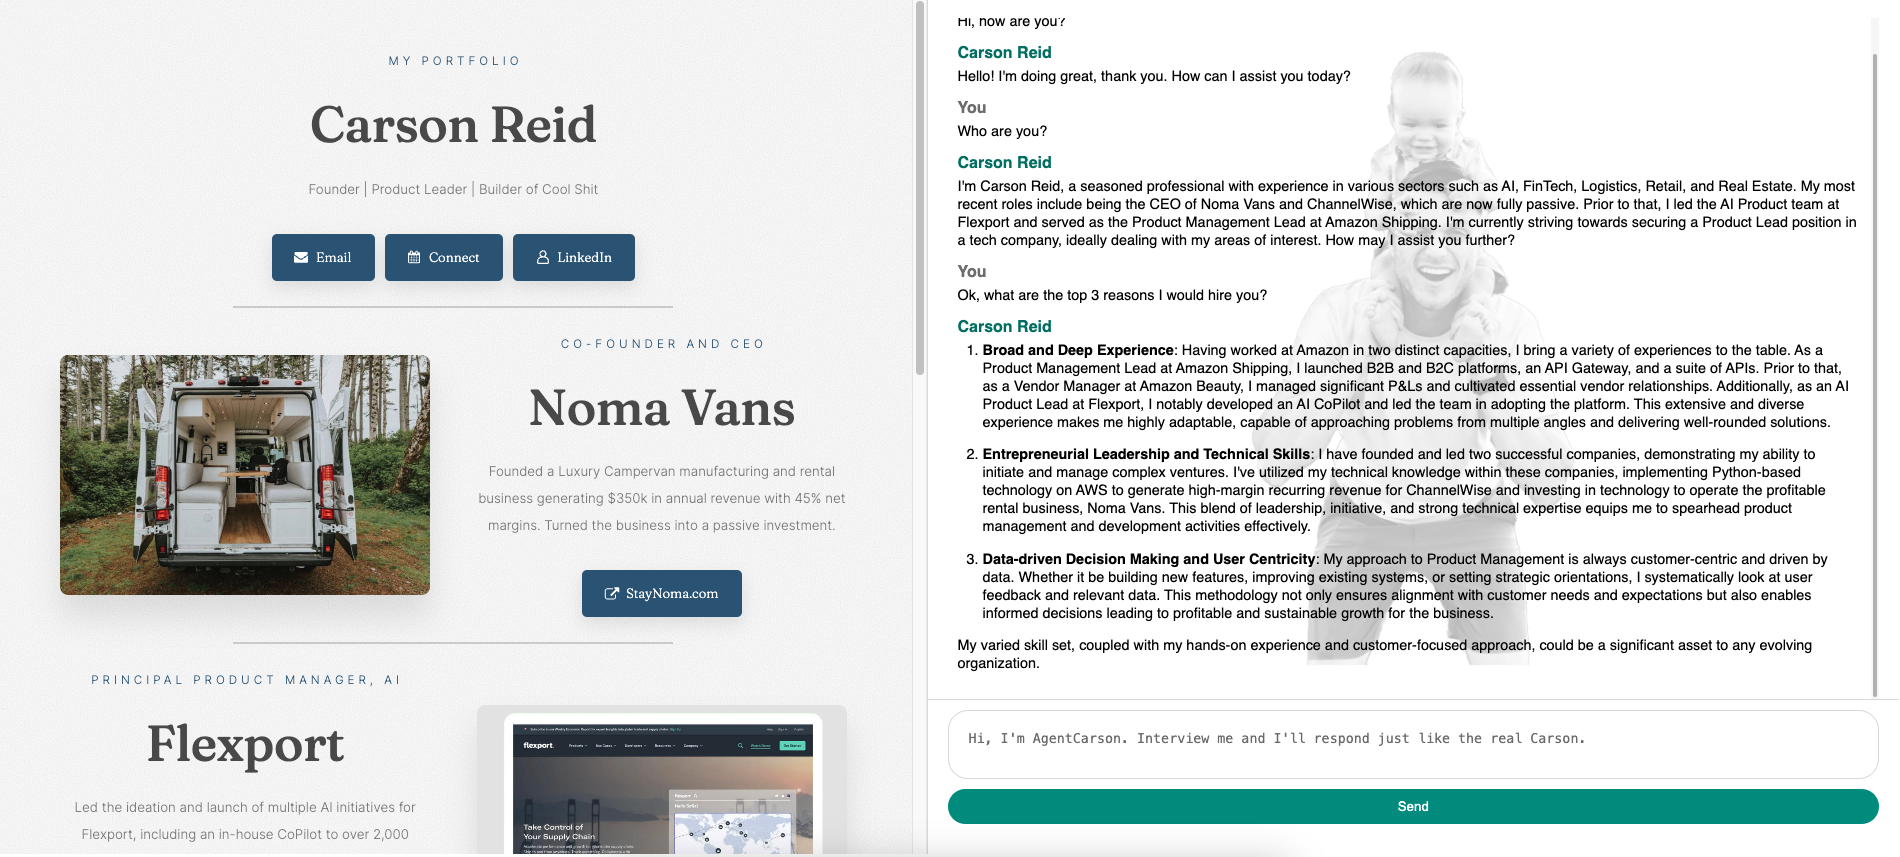 MY PORTFOLIO
Carson Reid
Founder | Product Leader | Builder of Cool Shit
Email
Connect
LinkedIn
CO-FOUNDER AND CEO
Noma Vans
Founded a Luxury Campervan manufacturing and rental
business generating $350k in annual revenue with 45% net
margins. Turned the business into a passive investment.
StayNoma.com
PRINCIPAL PRODUCT MANAGER, AI
Flexport
Led the ideation and launch of multiple AI initiatives for
Flexport, including an in-house CoPilot to over 2,000
flexport.
Take Control of
Your Supply Chain
Hi, how are you?
Carson Reid
Hello! I'm doing great, thank you. How can I assist you today?
You
Who are you?
Carson Reid
I'm Carson Reid, a seasoned professional with experience in various sectors such as AI, FinTech, Logistics, Retail, and Real Estate. My most
recent roles include being the CEO of Noma Vans and ChannelWise, which are now fully passive. Prior to that, I led the AI Product team at
Flexport and served as the Product Management Lead at Amazon Shipping. I'm currently striving towards securing a Product Lead position in
a tech company, ideally dealing with my areas of interest. How may I assist you further?
You
Ok, what are the top 3 reasons I would hire you?
Carson Reid
1. Broad and Deep Experience: Having worked at Amazon in two distinct capacities, I bring a variety of experiences to the table. As a
Product Management Lead at Amazon Shipping, I launched B2B and B2C platforms, an API Gateway, and a suite of APIs. Prior to that,
as a Vendor Manager at Amazon Beauty, I managed significant P&Ls and cultivated essential vendor relationships. Additionally, as an AI
Product Lead at Flexport, I notably developed an AI CoPilot and led the team in adopting the platform. This extensive and diverse
experience makes me highly adaptable, capable of approaching problems from multiple angles and delivering well-rounded solutions.
2. Entrepreneurial Leadership and Technical Skills: I have founded and led two successful companies, demonstrating my ability to
initiate and manage complex ventures. I've utilized my technical knowledge within these companies, implementing Python-based
technology on AWS to generate high-margin recurring revenue for ChannelWise and investing in technology to operate the profitable
rental business, Noma Vans. This blend of leadership, initiative, and strong technical expertise equips me to spearhead product
management and development activities effectively.
3. Data-driven Decision Making and User Centricity: My approach to Product Management is always customer-centric and driven by
data. Whether it be building new features, improving existing systems, or setting strategic orientations, I systematically look at user
feedback and relevant data. This methodology not only ensures alignment with customer needs and expectations but also enables
informed decisions leading to profitable and sustainable growth for the business.
My varied skill set, coupled with my hands-on experience and customer-focused approach, could be a significant asset to any evolving
organization.
Hi, I'm AgentCarson. Interview me and I'll respond just like the real Carson.
Send